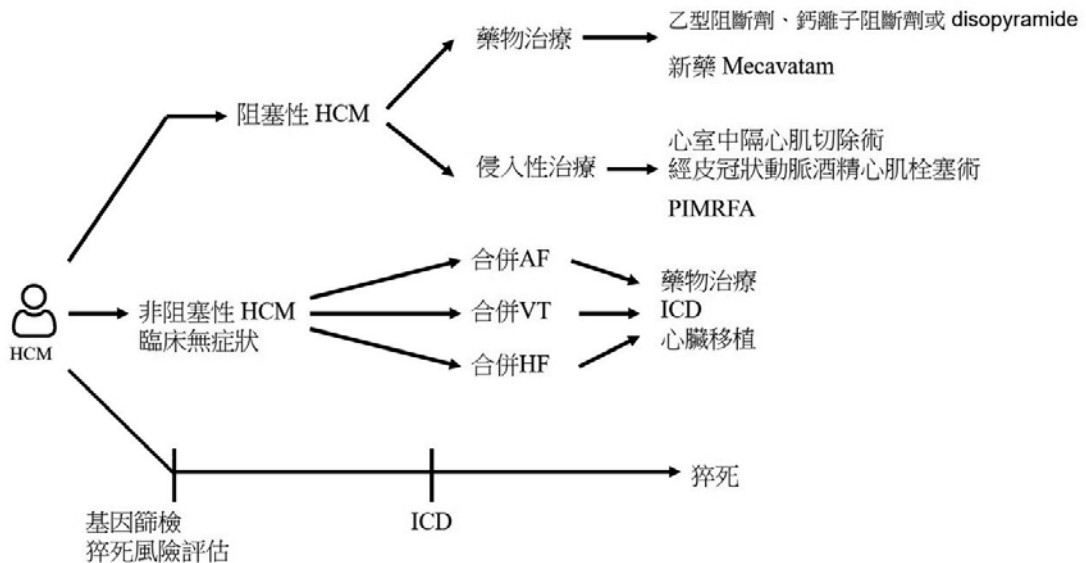 乙型阻斷劑、鈣離子阻斷劑或 disopyramide
藥物治療
新藥 Mecavatam
阻塞性 HCM
心室中隔心肌切除術
侵入性治療
經皮冠狀動脈酒精心肌栓塞術
PIMRFA
合併AF
藥物治療
非阻塞性 HCM
合併VT
ICD
臨床無症狀
HCM
合併HF
心臟移植
猝死
基因篩檢
ICD
猝死風險評估